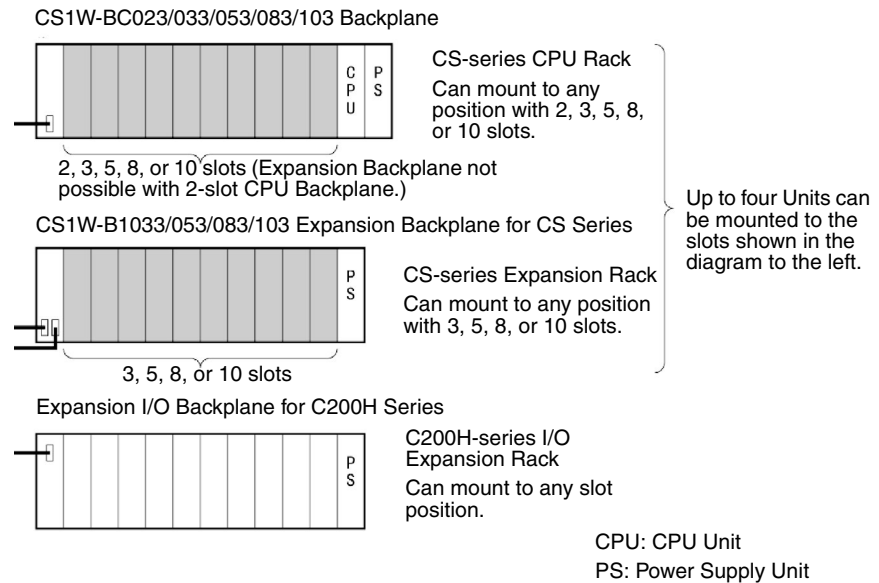 CS1W-BC023/033/053/083/103 Backplane
C
P
U
P
S
CS-series CPU Rack
Can mount to any
position with 2, 3, 5, 8,
or 10 slots.
2, 3, 5, 8, or 10 slots (Expansion Backplane not
possible with 2-slot CPU Backplane.)
Up to four Units can
be mounted to the
slots shown in the
diagram to the left.
CS1W-B1033/053/083/103 Expansion Backplane for CS Series
P
S
CS-series Expansion Rack
Can mount to any position
with 3, 5, 8, or 10 slots.
3, 5, 8, or 10 slots
Expansion I/O Backplane for C200H Series
P
S
C200H-series I/O
Expansion Rack
Can mount to any slot
position.
CPU: CPU Unit
PS: Power Supply Unit